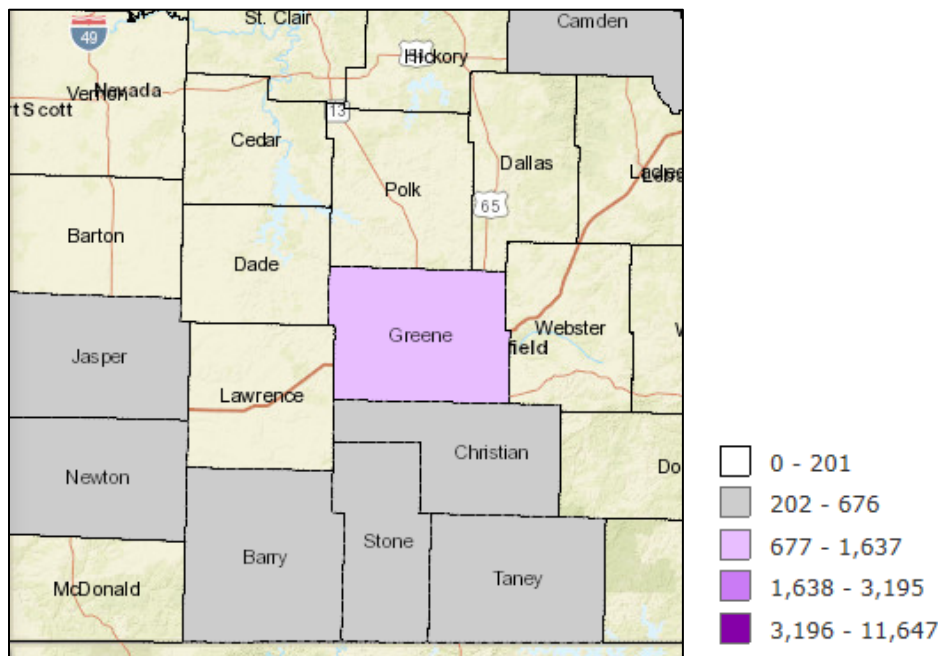 St. Clair
Camden
49
Hickory
Vernon
Nevada
rt Scott
13
Cedar
Dallas
Polk
65
Barton
Dade
Greene
Webster
field
Jasper
Lawrence
Christian
Newton
Do
Stone
Barry
Taney
McDonald
0 - 201
202 - 676
677 - 1,637
1,638 - 3,195
3,196 - 11,647